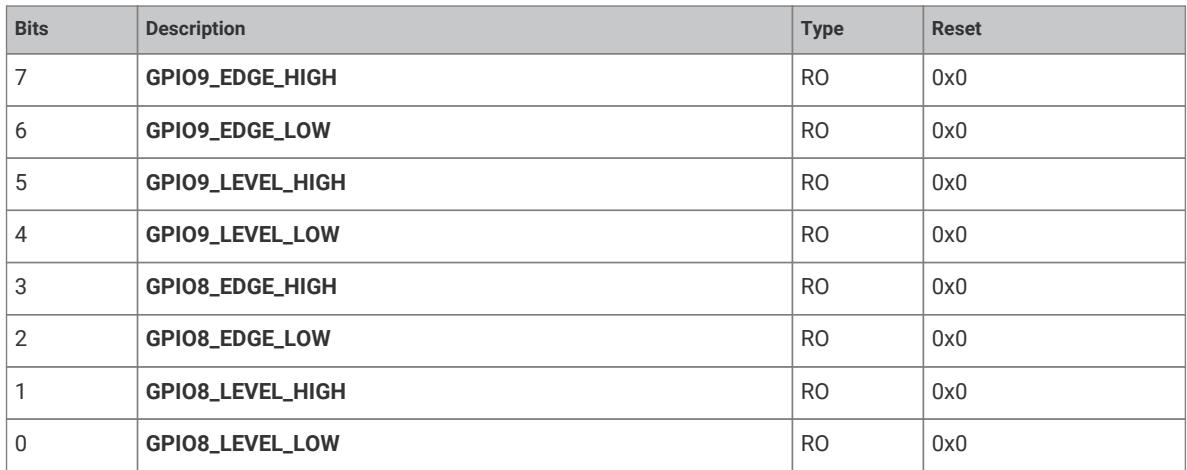 Bits Description Type Reset
7 GPIO9_EDGE_HIGH RO 0x0
6 GPIO9_EDGE_LOW RO 0x0
5 GPIO9_LEVEL_HIGH RO 0x0
4 GPIO9_LEVEL_LOW RO 0x0
3 GPIO8_EDGE_HIGH RO 0x0
2 GPIO8_EDGE_LOW RO 0x0
1 GPIO8_LEVEL_HIGH RO 0x0
0 GPIO8_LEVEL_LOW RO 0x0